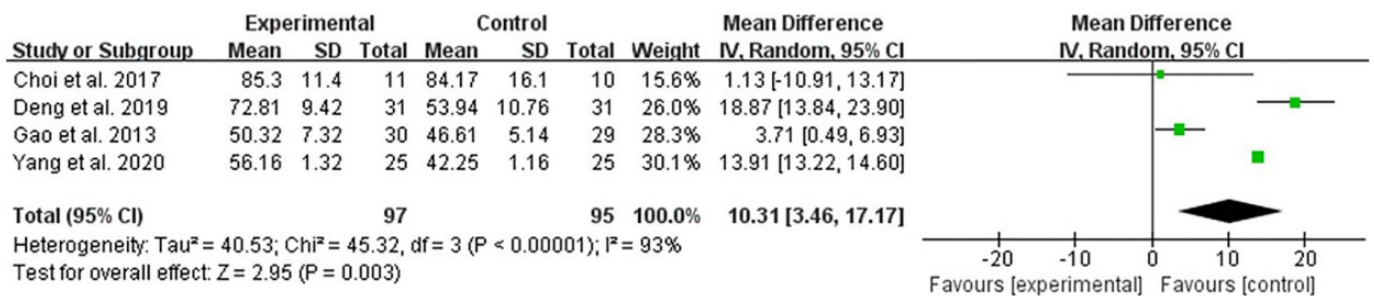 Experimental Control Mean Difference Mean Difference
Study or Subgroup Mean SD Total Mean SD Total Weight IV, Random, 95% CI IV, Random, 95% CI
Choi et al. 2017 85.3 11.4 11 84.17 16.1 10 15.6% 1.13 [-10.91, 13.17]
Deng et al. 2019 72.81 9.42 31 53.94 10.76 31 26.0% 18.87 [13.84, 23.90]
Gao et al. 2013 50.32 7.32 30 46.61 5.14 29 28.3% 3.71 [0.49, 6.93]
Yang et al. 2020 56.16 1.32 25 42.25 1.16 25 30.1% 13.91 [13.22, 14.60]
Total (95% CI) 97 95 100.0% 10.31 [3.46, 17.17]
Heterogeneity: Tau² = 40.53; Chi² = 45.32, df = 3 (P < 0.00001); I² = 93%
Test for overall effect: Z = 2.95 (P = 0.003)
-20 -10 0 10 20
Favours [experimental] Favours [control]